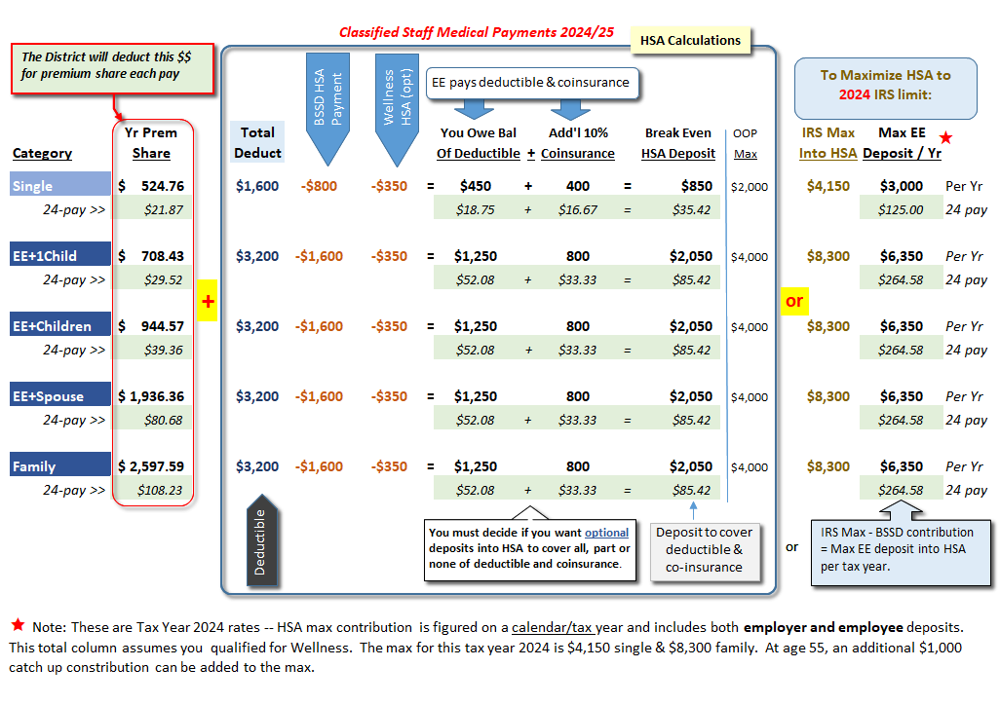 Classified Staff Medical Payments 2024/25
HSA Calculations
The District will deduct this $$
for premium share each pay
BSSD HSA
Payment
Wellness
HSA (opt)
EE pays deductible & coinsurance
To Maximize HSA to
2024 IRS limit:
Category
Yr Prem
Share
Total
Deduct
You Owe Bal
Of Deductible + Add'l 10%
Coinsurance
Break Even
HSA Deposit
OOP
Max
IRS Max
Into HSA
Max EE
Deposit / Yr
Single $ 524.76 $1,600 -$800 -$350 = $450 + 400 = $850 $2,000 $4,150 $3,000 Per Yr
24-pay >> $21.87 $18.75 + $16.67 = $35.42 $125.00 24 pay
EE+1Child $ 708.43 $3,200 -$1,600 -$350 = $1,250 800 $2,050 $4,000 $8,300 $6,350 Per Yr
24-pay >> $29.52 $52.08 + $33.33 = $85.42 $264.58 24 pay
+
or
EE+Children $ 944.57 $3,200 -$1,600 -$350 = $1,250 800 $2,050 $4,000 $8,300 $6,350 Per Yr
24-pay >> $39.36 $52.08 + $33.33 = $85.42 $264.58 24 pay
EE+Spouse $ 1,936.36 $3,200 -$1,600 -$350 = $1,250 800 $2,050 $4,000 $8,300 $6,350 Per Yr
24-pay >> $80.68 $52.08 + $33.33 = $85.42 $264.58 24 pay
Family $ 2,597.59 $3,200 -$1,600 -$350 = $1,250 800 $2,050 $4,000 $8,300 $6,350 Per Yr
24-pay >> $108.23 $52.08 + $33.33 = $85.42 $264.58 24 pay
Deductible
You must decide if you want optional
deposits into HSA to cover all, part or
none of deductible and coinsurance.
Deposit to cover
deductible &
co-insurance
or
IRS Max - BSSD contribution
= Max EE deposit into HSA
per tax year.
Note: These are Tax Year 2024 rates -- HSA max contribution is figured on a calendar/tax year and includes both employer and employee deposits.
This total column assumes you qualified for Wellness. The max for this tax year 2024 is $4,150 single & $8,300 family. At age 55, an additional $1,000
catch up constribution can be added to the max.